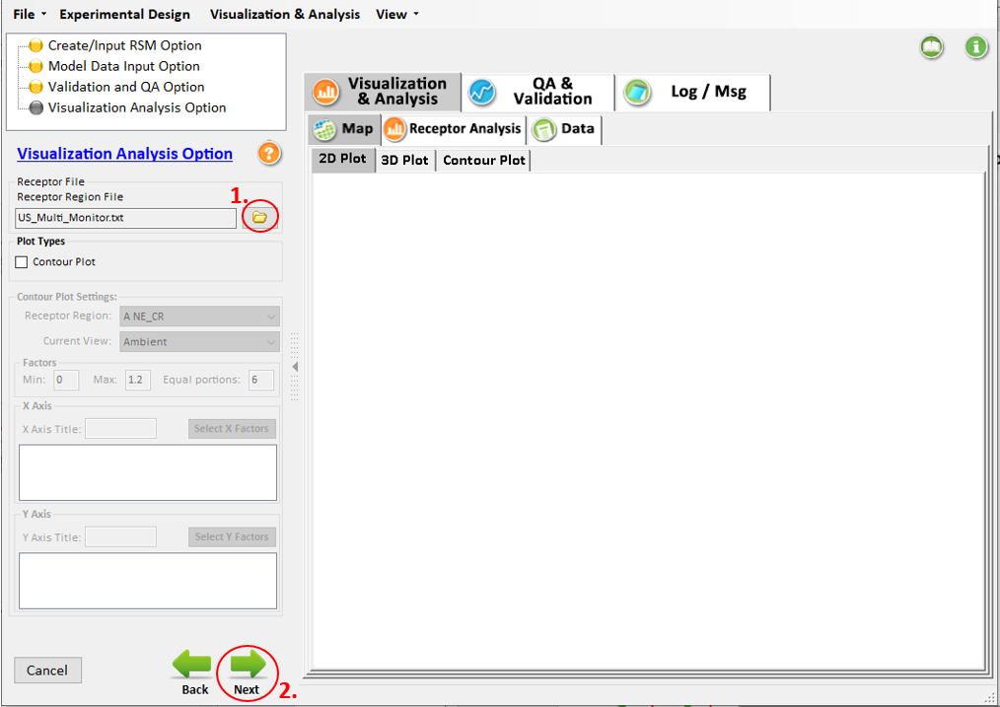 File Experimental Design Visualization & Analysis View
Create/Input RSM Option
Model Data Input Option
Validation and QA Option
Visualization Analysis Option
Visualization Analysis Option ?
Receptor File
Receptor Region File
1.
US_Multi_Monitor.txt
Plot Types
Contour Plot
Contour Plot Settings:
Receptor Region: A NE_CR
Current View: Ambient
Factors
Min: 0 Max: 1.2 Equal portions: 6
X Axis
X Axis Title: Select X Factors
Y Axis
Y Axis Title: Select Y Factors
Cancel
Back
Next
2.
i
Visualization
& Analysis
QA &
Validation
Log / Msg
Map Receptor Analysis Data
2D Plot 3D Plot Contour Plot